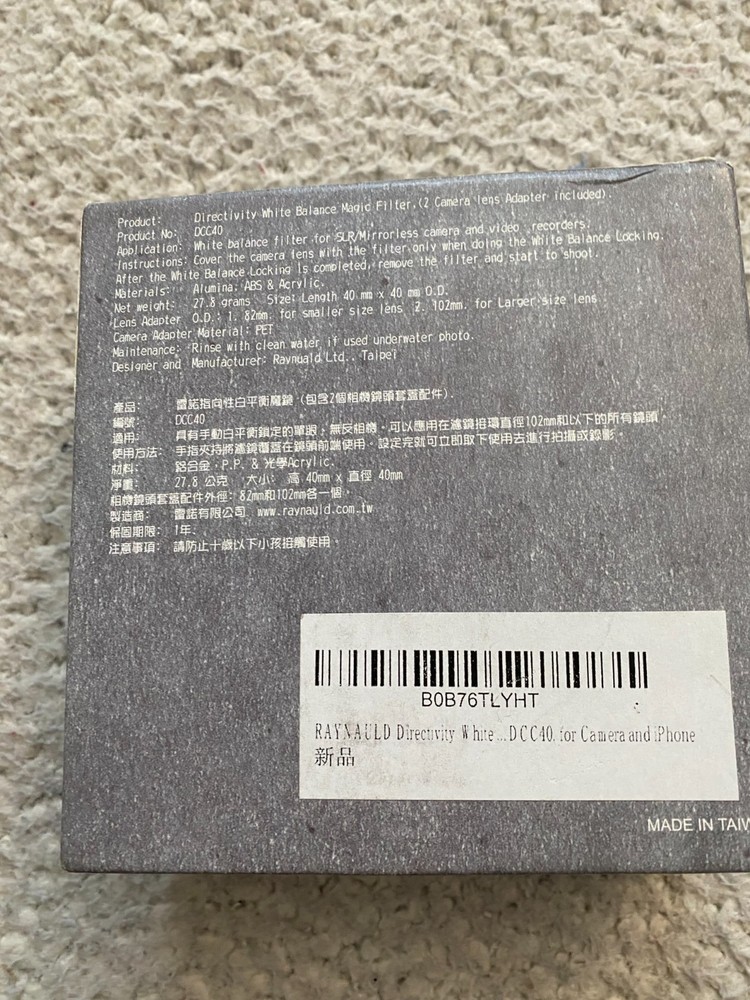 Product: Directivity White Balance Magic Filter.(2 Camera lens Adapter included).
Product No: DCC40
Application: White balance filter for SLR/Mirrorless camera and video recorders.
Instructions: Cover the camera lens with the filter only when doing the White Balance Locking.
After the White Balance Locking is completed, remove the filter and start to shoot.
Materials: Alumina, ABS & Acrylic.
Net weight: 27.8 grams Size: Length 40 mm x 40 mm O.D.
Lens Adapter O.D.: 1. 82mm. for smaller size lens 2. 102mm. for Larger size lens.
Camera Adapter Material: PET
Maintenance: Rinse with clean water if used underwater photo.
Designer and Manufacturer: Raynuald Ltd., Taipei
產品: 雷諾指向性白平衡魔鏡 (包含2個相機鏡頭套蓋配件)
編號: DCC40
適用: 具有手動白平衡鎖定的單眼、無反相機。可以應用在濾鏡接環直徑102mm和以下的所有鏡頭。
使用方法: 手指夾持將濾鏡覆蓋在鏡頭前端使用。設定完就可立即取下使用去進行拍攝或錄影。
材料: 鋁合金, P.P. & 光學Acrylic.
淨重: 27.8 公克 大小: 高 40mm x 直徑 40mm
相機鏡頭套蓋配件外徑: 82mm和102mm各一個。
製造商: 雷諾有限公司 www.raynauld.com.tw
保固期限: 1年、
注意事項: 請防止十歲以下小孩接觸使用。
B0B76TLYHT
RAYNAULD Directivity White ... DCC40, for Camera and iPhone
新品
MADE IN TAIW